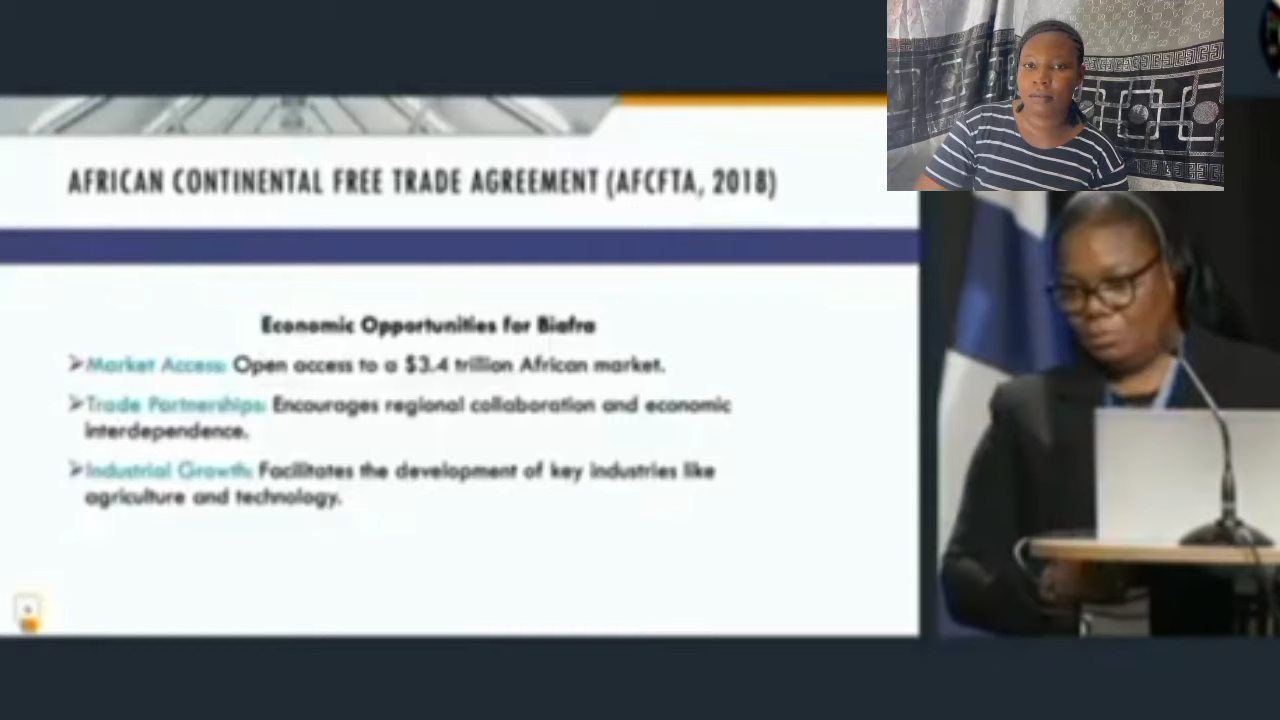 AFRICAN CONTINENTAL FREE TRADE AGREEMENT (AFCFTA, 2018)
Economic Opportunities for Biafra
➢Market Access: Open access to a $3.4 trillion African market.
➢Trade Partnerships: Encourages regional collaboration and economic
interdependence.
➢Industrial Growth: Facilitates the development of key industries like
agriculture and technology.